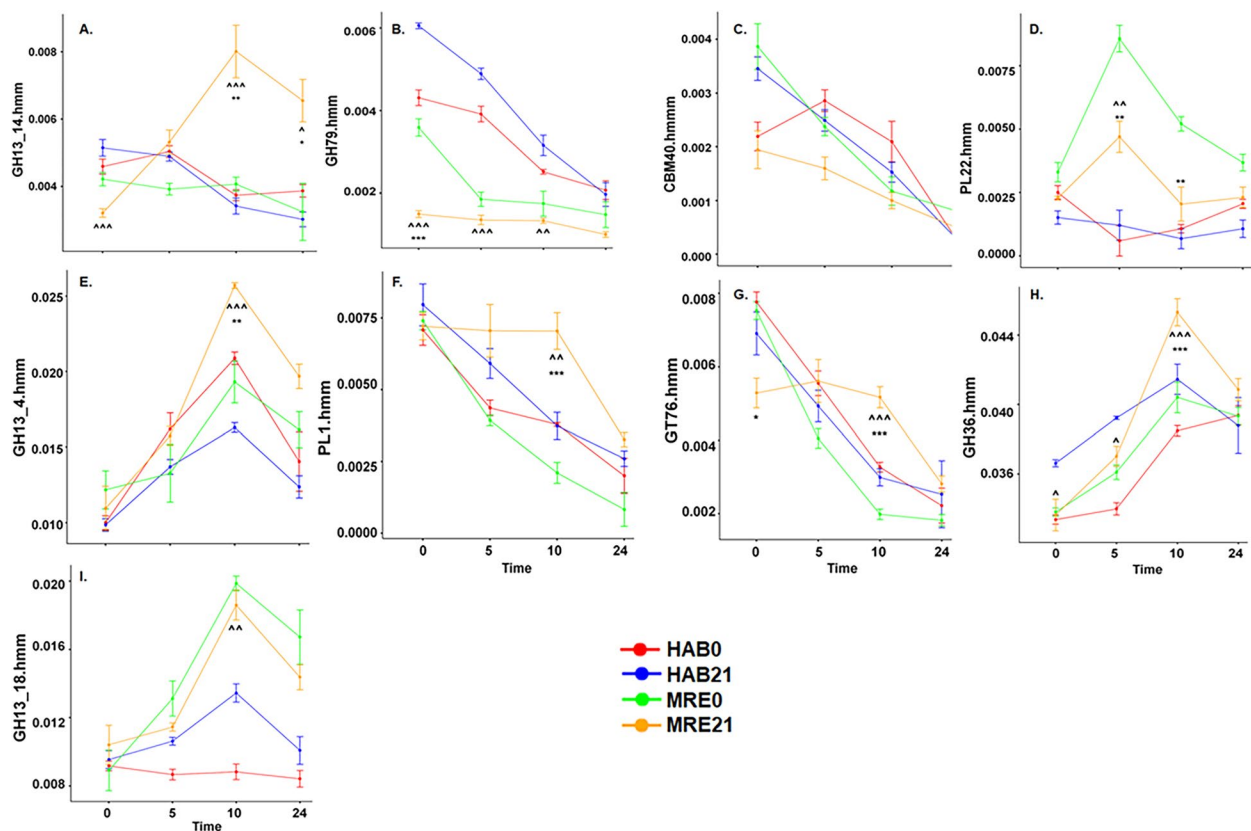 A.
GH13_14.hmm
0.008
0.006
0.004
^^^
^^^
**
^
*
B.
GH79.hmm
0.006
0.004
0.002
^^^
***
^^^
^^
C.
CBM40.hmmm
0.004
0.003
0.002
0.001
0.000
D.
PL22.hmm
0.0075
0.0050
0.0025
0.0000
^^
**
**
E.
GH13_4.hmm
0.025
0.020
0.015
0.010
^^^
**
F.
PL1.hmm
0.0075
0.0050
0.0025
0.0000
^^
***
0 5 10 24
Time
G.
GT76.hmm
0.008
0.006
0.004
0.002
*
^^^
***
0 5 10 24
Time
H.
GH36.hmm
0.044
0.040
0.036
^
^
^^^
***
0 5 10 24
Time
I.
GH13_18.hmm
0.020
0.016
0.012
0.008
^^
0 5 10 24
Time
HAB0
HAB21
MRE0
MRE21